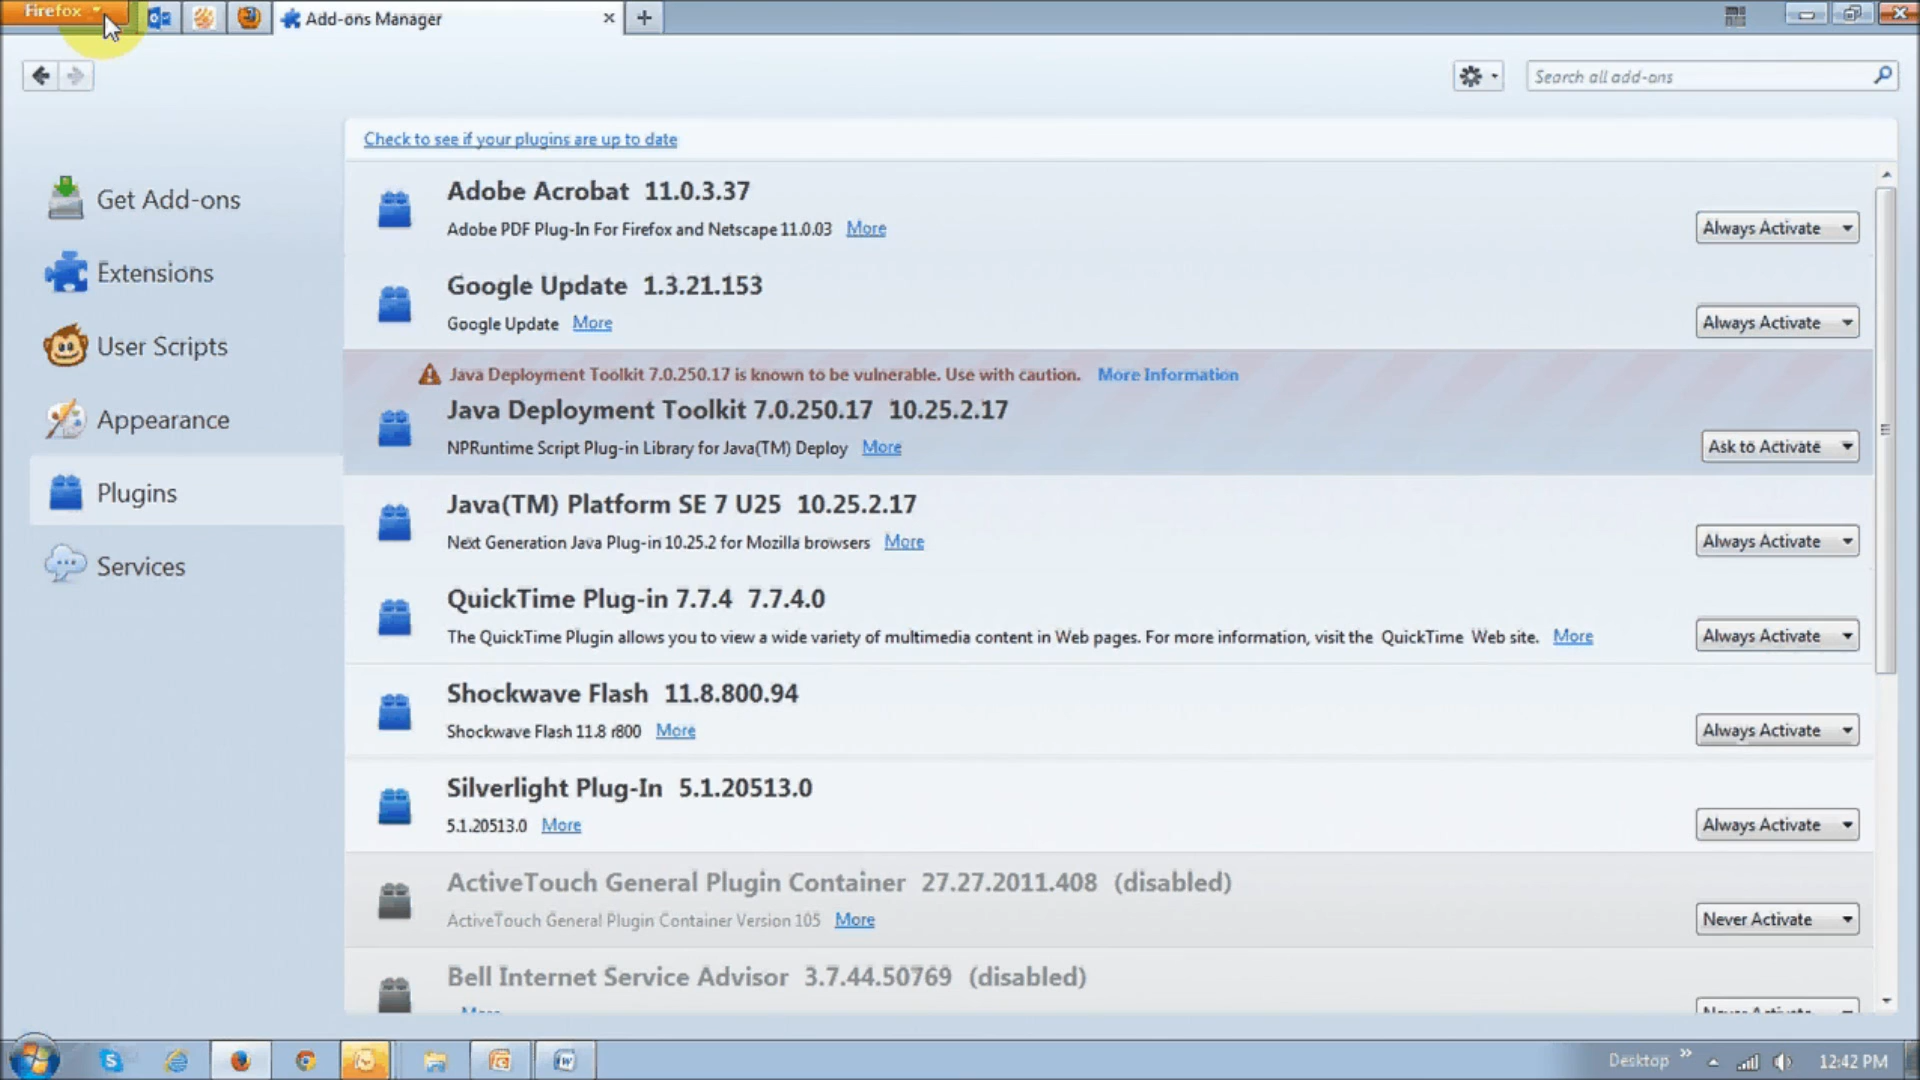 Firefox
Add-ons Manager
Search all add-ons
Check to see if your plugins are up to date
Get Add-ons
Extensions
User Scripts
Appearance
Plugins
Services
Adobe Acrobat 11.0.3.37
Adobe PDF Plug-In For Firefox and Netscape 11.0.03 More
Always Activate
Google Update 1.3.21.153
Google Update More
Always Activate
Java Deployment Toolkit 7.0.250.17 is known to be vulnerable. Use with caution. More Information
Java Deployment Toolkit 7.0.250.17 10.25.2.17
NPRuntime Script Plug-in Library for Java(TM) Deploy More
Ask to Activate
Java(TM) Platform SE 7 U25 10.25.2.17
Next Generation Java Plug-in 10.25.2 for Mozilla browsers More
Always Activate
QuickTime Plug-in 7.7.4 7.7.4.0
The QuickTime Plugin allows you to view a wide variety of multimedia content in Web pages. For more information, visit the QuickTime Web site. More
Always Activate
Shockwave Flash 11.8.800.94
Shockwave Flash 11.8 r800 More
Always Activate
Silverlight Plug-In 5.1.20513.0
5.1.20513.0 More
Always Activate
ActiveTouch General Plugin Container 27.27.2011.408 (disabled)
ActiveTouch General Plugin Container Version 105 More
Never Activate
Bell Internet Service Advisor 3.7.44.50769 (disabled)
More
Never Activate
Desktop
12:42 PM